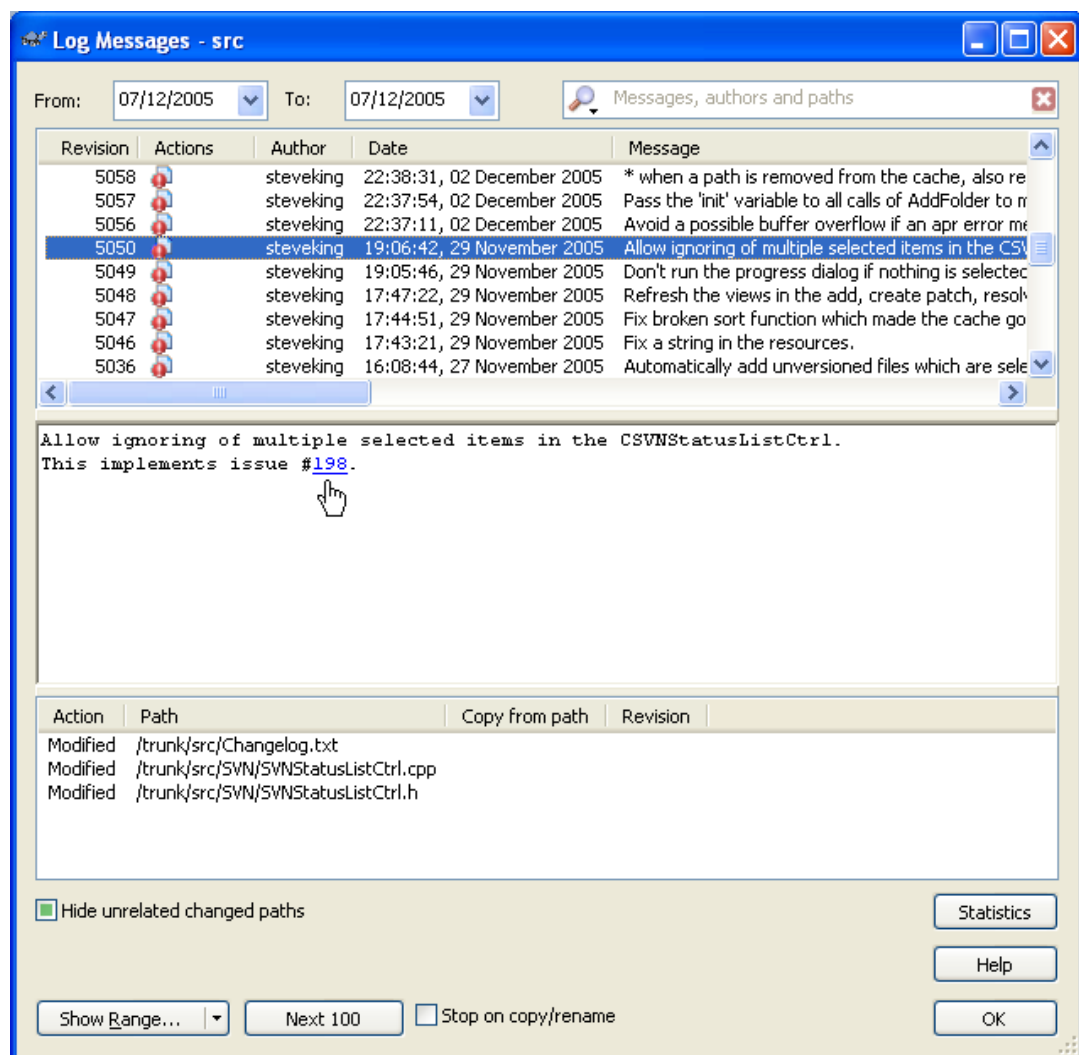 Log Messages - src
From: 07/12/2005 To: 07/12/2005 Messages, authors and paths
Revision Actions Author Date Message
5058 steveking 22:38:31, 02 December 2005 * when a path is removed from the cache, also re
5057 steveking 22:37:54, 02 December 2005 Pass the 'init' variable to all calls of AddFolder to
5056 steveking 22:37:11, 02 December 2005 Avoid a possible buffer overflow if an apr error me
5050 steveking 19:06:42, 29 November 2005 Allow ignoring of multiple selected items in the CSV
5049 steveking 19:05:46, 29 November 2005 Don't run the progress dialog if nothing is selected
5048 steveking 17:47:22, 29 November 2005 Refresh the views in the add, create patch, resolv
5047 steveking 17:44:51, 29 November 2005 Fix broken sort function which made the cache go
5046 steveking 17:43:21, 29 November 2005 Fix a string in the resources.
5036 steveking 16:08:44, 27 November 2005 Automatically add unversioned files which are sele
Allow ignoring of multiple selected items in the CSVNStatusListCtrl.
This implements issue #198.
Action Path Copy from path Revision
Modified /trunk/src/Changelog.txt
Modified /trunk/src/SVN/SVNStatusListCtrl.cpp
Modified /trunk/src/SVN/SVNStatusListCtrl.h
Hide unrelated changed paths Statistics
Help
Show Range... Next 100 Stop on copy/rename OK